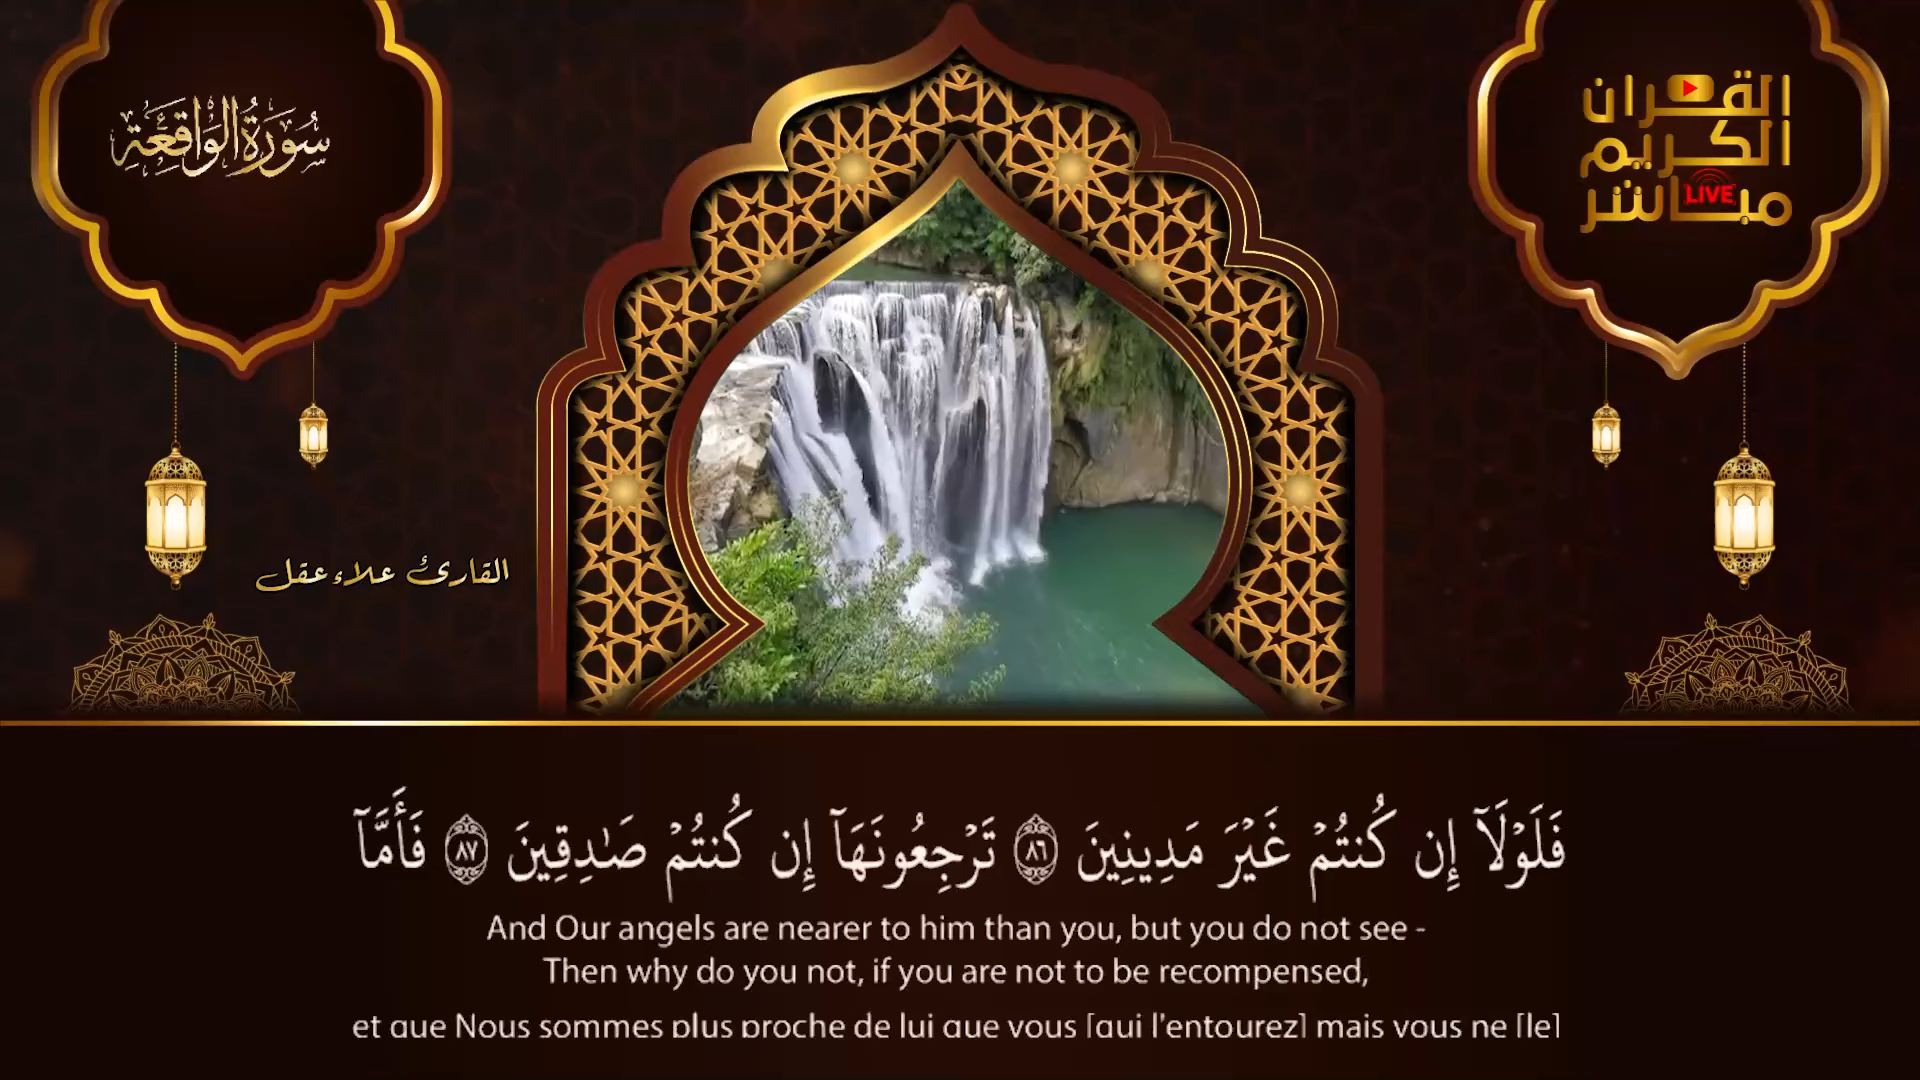 سُورَةُ الْوَاقِعَةِ
القران
الكريم
مباشر
LIVE
القارئ علاء عقل
فَلَوْلَآ إِن كُنتُمْ غَيْرَ مَدِينِينَ ٨٦ تَرْجِعُونَهَآ إِن كُنتُمْ صَٰدِقِينَ ٨٧ فَأَمَّآ
And Our angels are nearer to him than you, but you do not see -
Then why do you not, if you are not to be recompensed,
et que Nous sommes plus proche de lui que vous [qui l'entourez] mais vous ne [le]